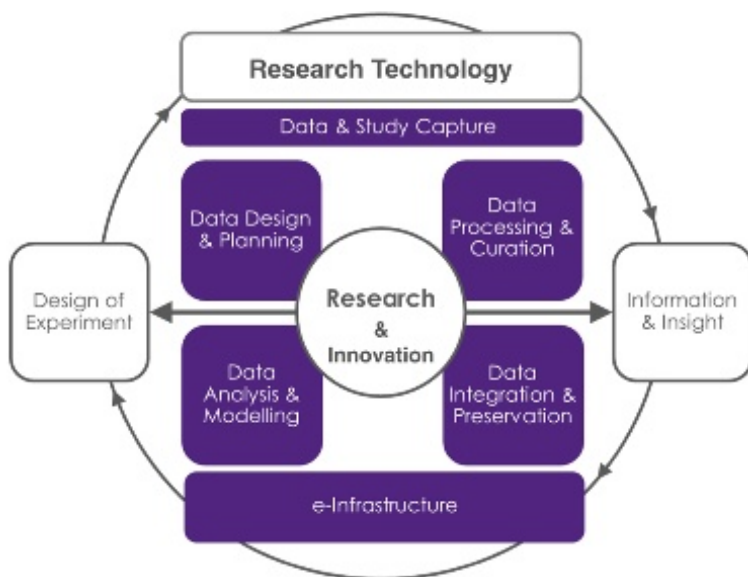 Research Technology
Data & Study Capture
Data Design
& Planning
Data
Processing &
Curation
Design of
Experiment
Research
&
Innovation
Information
& Insight
Data
Analysis &
Modelling
Data
Integration &
Preservation
e-Infrastructure